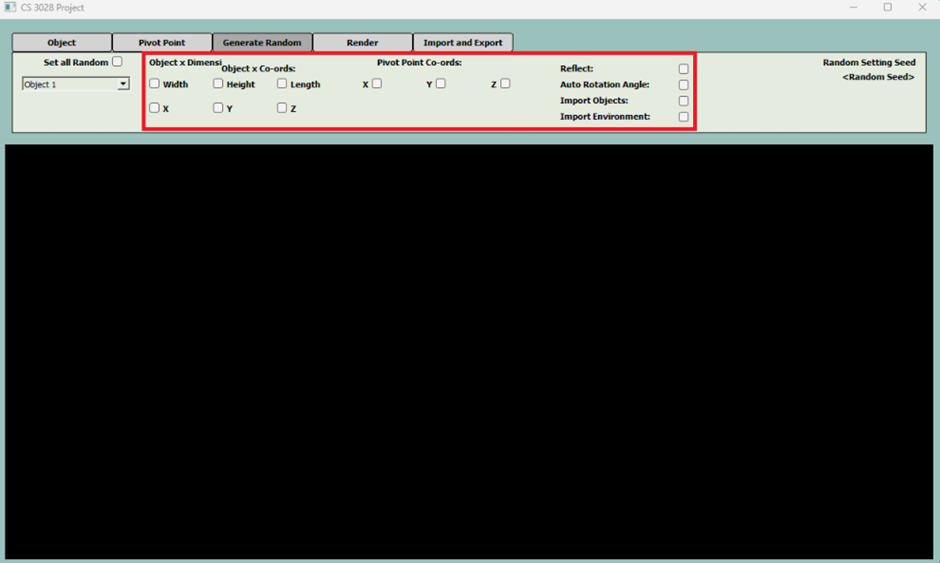 CS 3028 Project
Object Pivot Point Generate Random Render Import and Export
Set all Random
Object 1
Object x Dimensi
Object x Co-ords:
Width Height Length
X Y Z
Pivot Point Co-ords:
X Y Z
Reflect:
Auto Rotation Angle:
Import Objects:
Import Environment:
Random Setting Seed
<Random Seed>